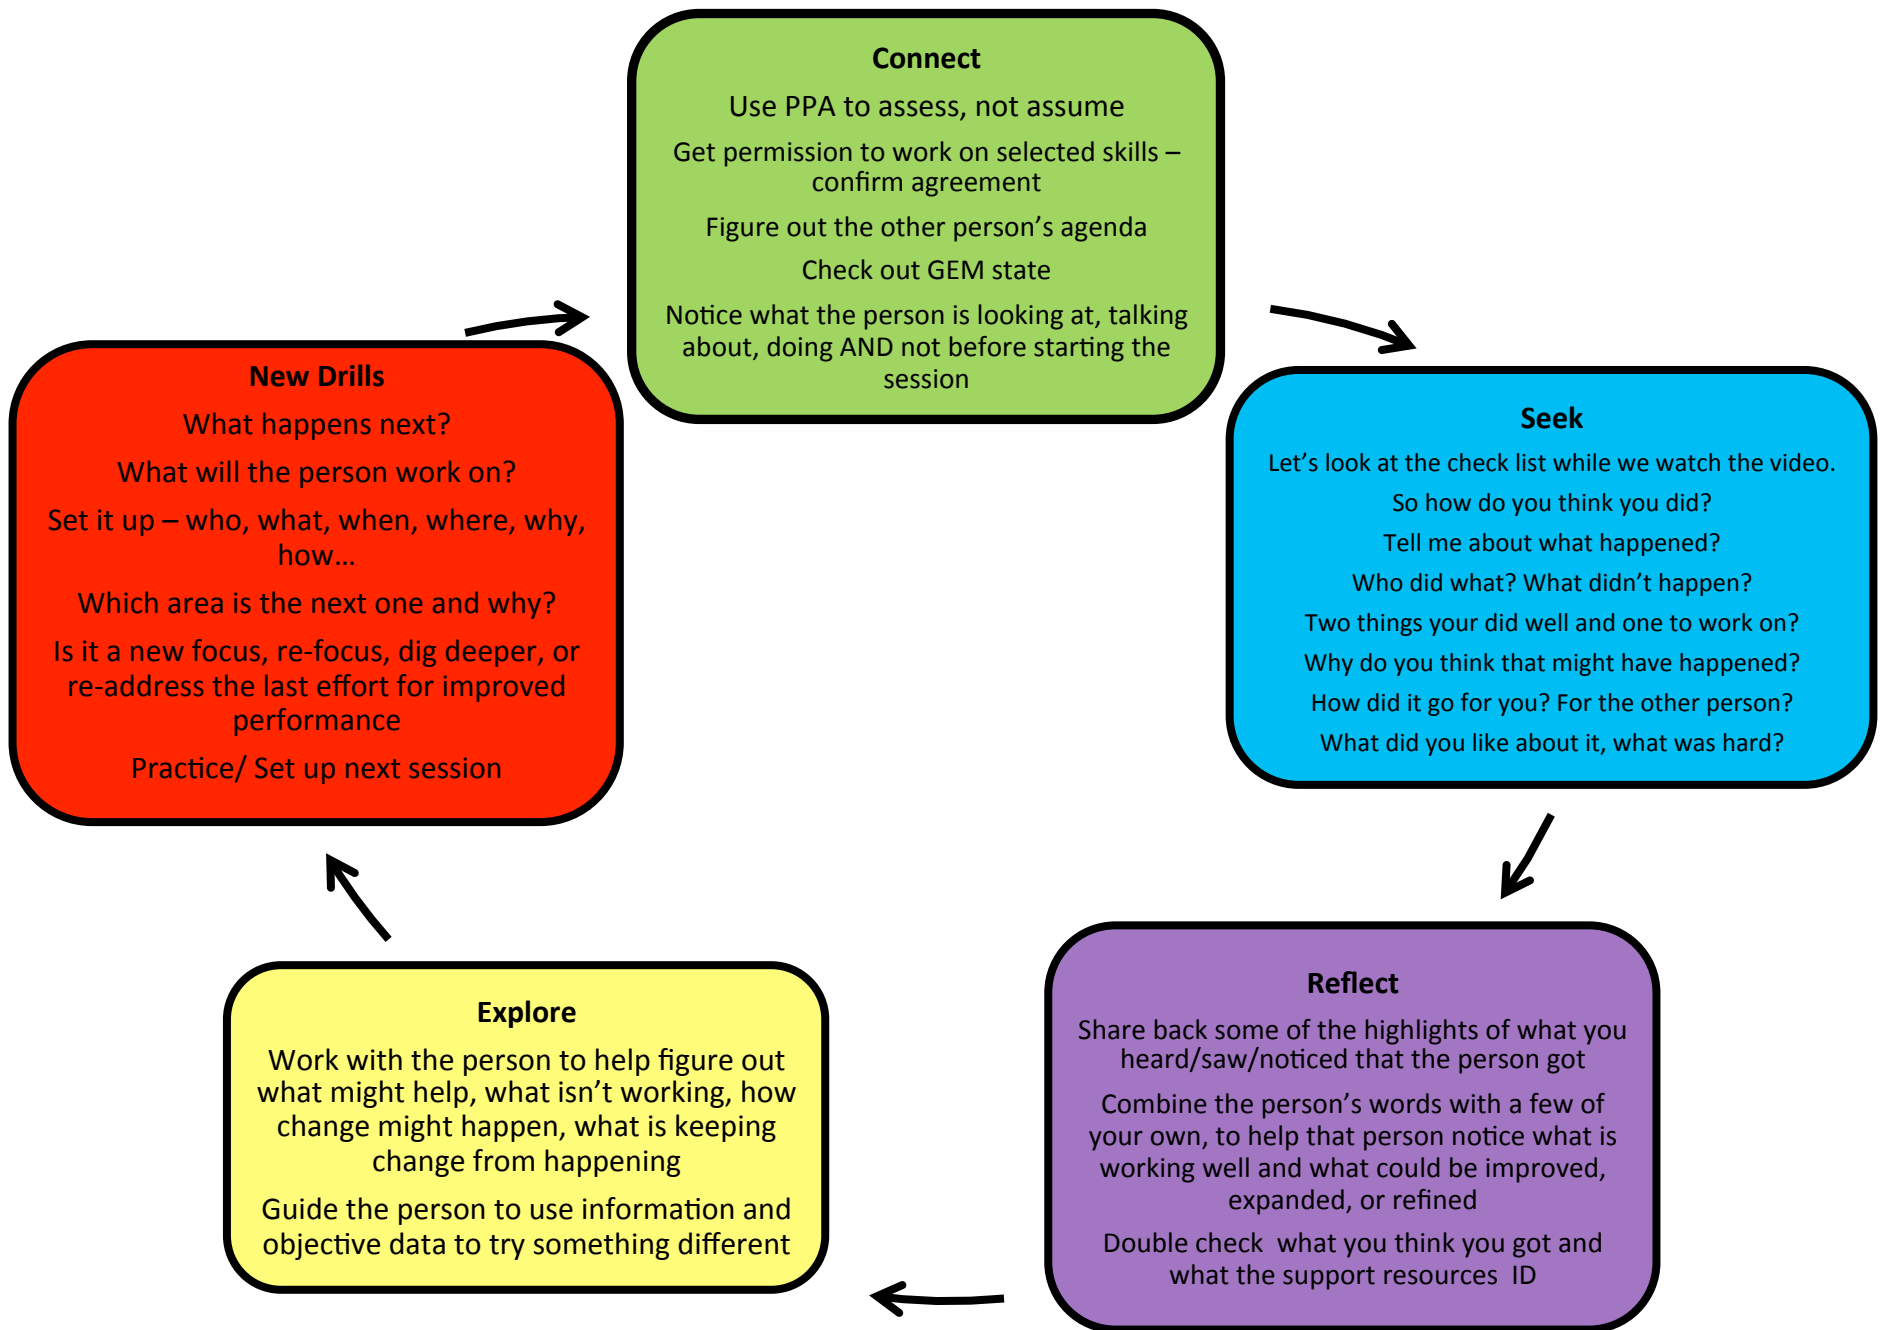 Connect
Use PPA to assess, not assume
Get permission to work on selected skills –
confirm agreement
Figure out the other person’s agenda
Check out GEM state
Notice what the person is looking at, talking
about, doing AND not before starting the
session
Seek
Let’s look at the check list while we watch the video.
So how do you think you did?
Tell me about what happened?
Who did what? What didn’t happen?
Two things your did well and one to work on?
Why do you think that might have happened?
How did it go for you? For the other person?
What did you like about it, what was hard?
Reflect
Share back some of the highlights of what you
heard/saw/noticed that the person got
Combine the person’s words with a few of
your own, to help that person notice what is
working well and what could be improved,
expanded, or refined
Double check  what you think you got and
what the support resources  ID
Explore
Work with the person to help figure out
what might help, what isn’t working, how
change might happen, what is keeping
change from happening
Guide the person to use information and
objective data to try something different
New Drills
What happens next?
What will the person work on?
Set it up – who, what, when, where, why,
how…
Which area is the next one and why?
Is it a new focus, re-focus, dig deeper, or
re-address the last effort for improved
performance
Practice/ Set up next session